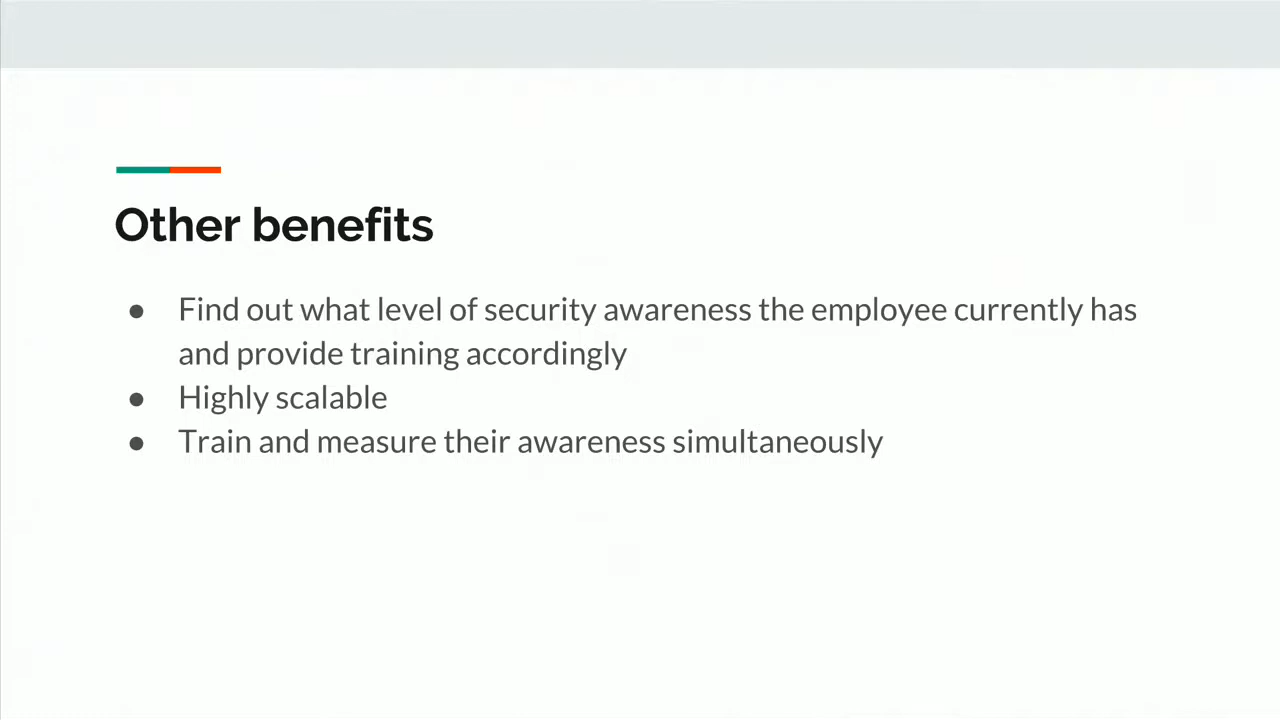 Other benefits
● Find out what level of security awareness the employee currently has
and provide training accordingly
● Highly scalable
● Train and measure their awareness simultaneously